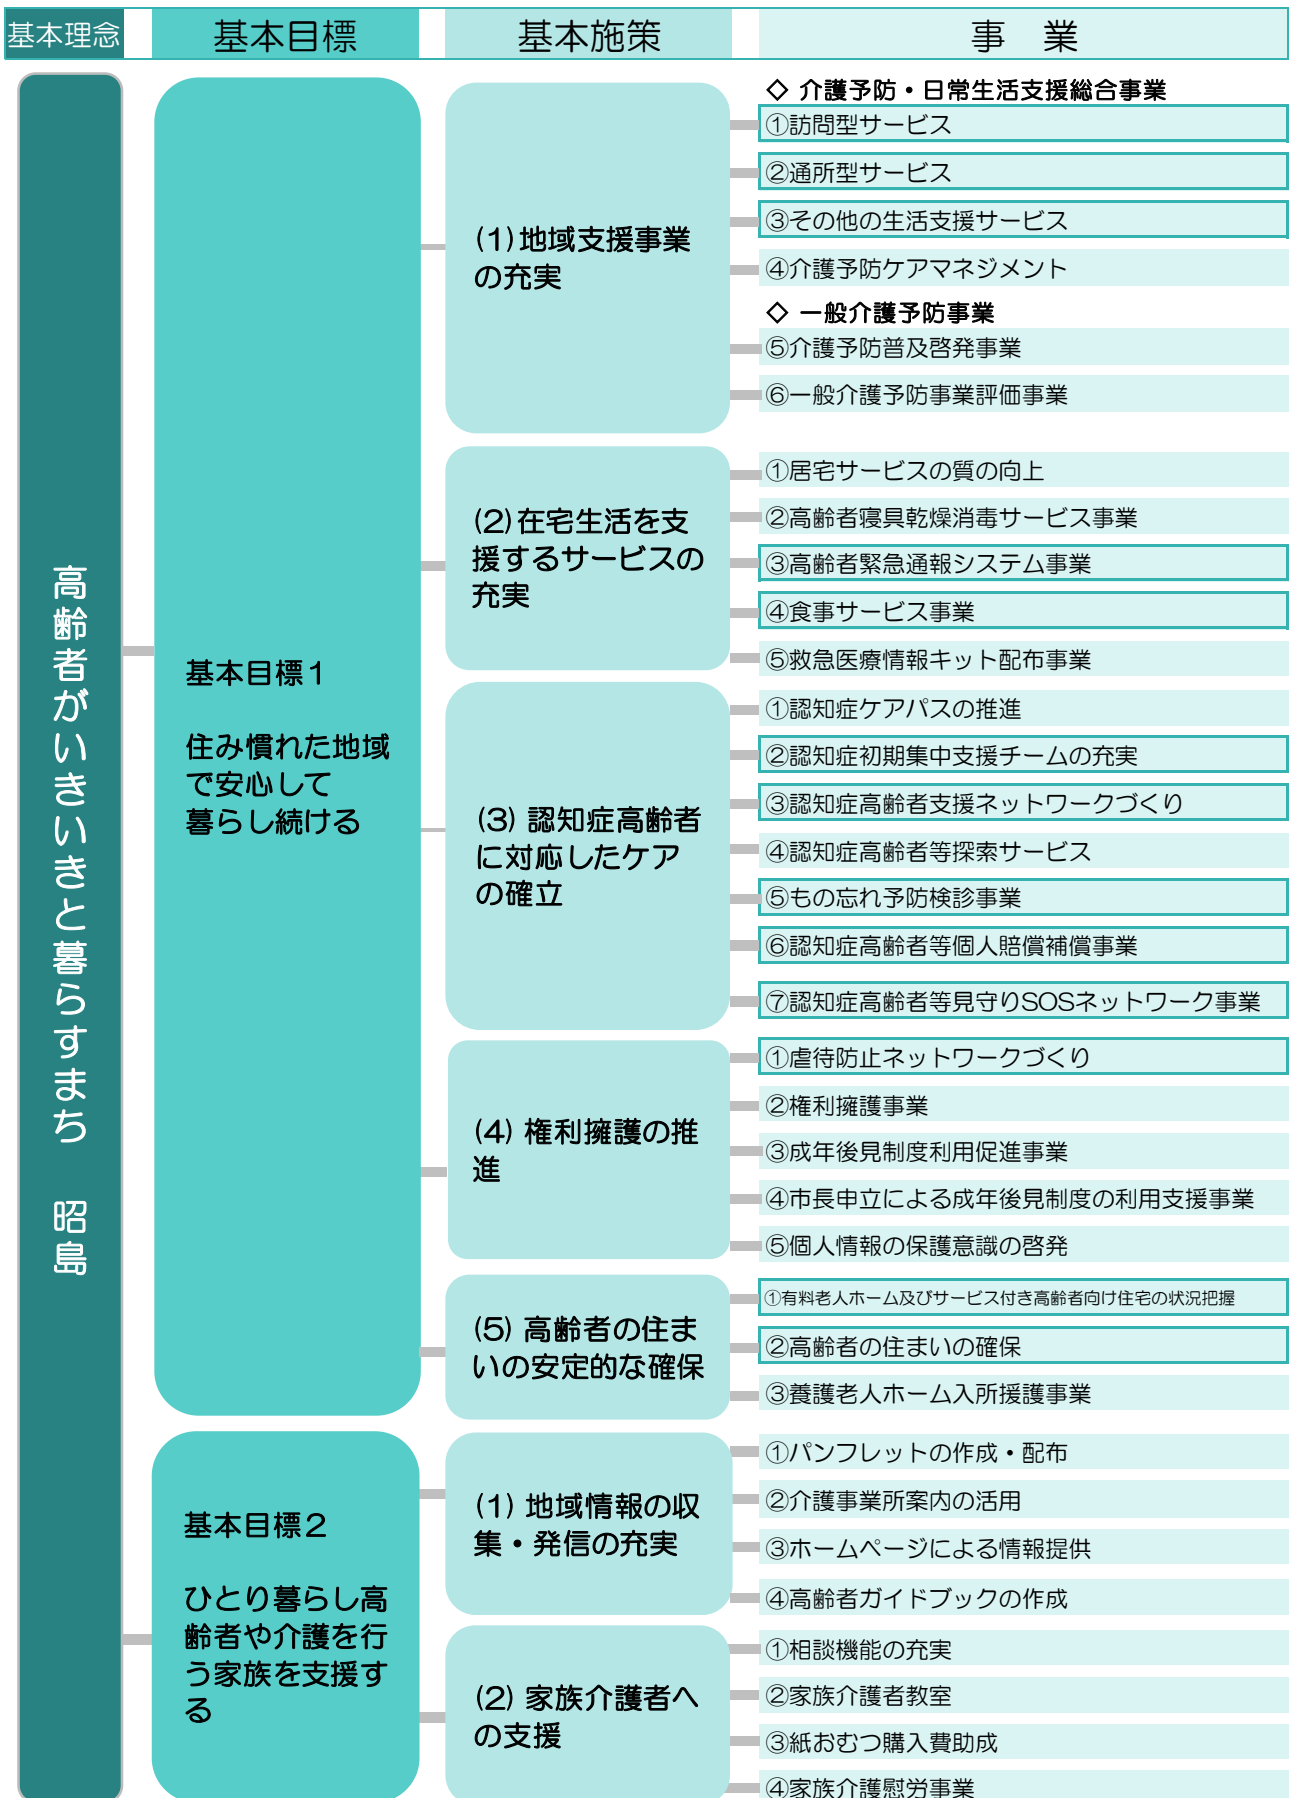 基本理念
基本目標
基本施策
事　業
高齢者がいきいきと暮らすまち　昭島
基本目標１
住み慣れた地域
で安心して
暮らし続ける
(1)地域支援事業
の充実
◇ 介護予防・日常生活支援総合事業
①訪問型サービス
②通所型サービス
③その他の生活支援サービス
④介護予防ケアマネジメント
◇ 一般介護予防事業
⑤介護予防普及啓発事業
⑥一般介護予防事業評価事業
(2)在宅生活を支
援するサービスの
充実
①居宅サービスの質の向上
②高齢者寝具乾燥消毒サービス事業
③高齢者緊急通報システム事業
④食事サービス事業
⑤救急医療情報キット配布事業
(3) 認知症高齢者
に対応したケア
の確立
①認知症ケアパスの推進
②認知症初期集中支援チームの充実
③認知症高齢者支援ネットワークづくり
④認知症高齢者等探索サービス
⑤もの忘れ予防検診事業
⑥認知症高齢者等個人賠償補償事業
⑦認知症高齢者等見守りSOSネットワーク事業
(4) 権利擁護の推
進
①虐待防止ネットワークづくり
②権利擁護事業
③成年後見制度利用促進事業
④市長申立による成年後見制度の利用支援事業
⑤個人情報の保護意識の啓発
(5) 高齢者の住ま
いの安定的な確保
①有料老人ホーム及びサービス付き高齢者向け住宅の状況把握
②高齢者の住まいの確保
③養護老人ホーム入所援護事業
基本目標２
ひとり暮らし高
齢者や介護を行
う家族を支援す
る
(1) 地域情報の収
集・発信の充実
①パンフレットの作成・配布
②介護事業所案内の活用
③ホームページによる情報提供
④高齢者ガイドブックの作成
(2) 家族介護者へ
の支援
①相談機能の充実
②家族介護者教室
③紙おむつ購入費助成
④家族介護慰労事業